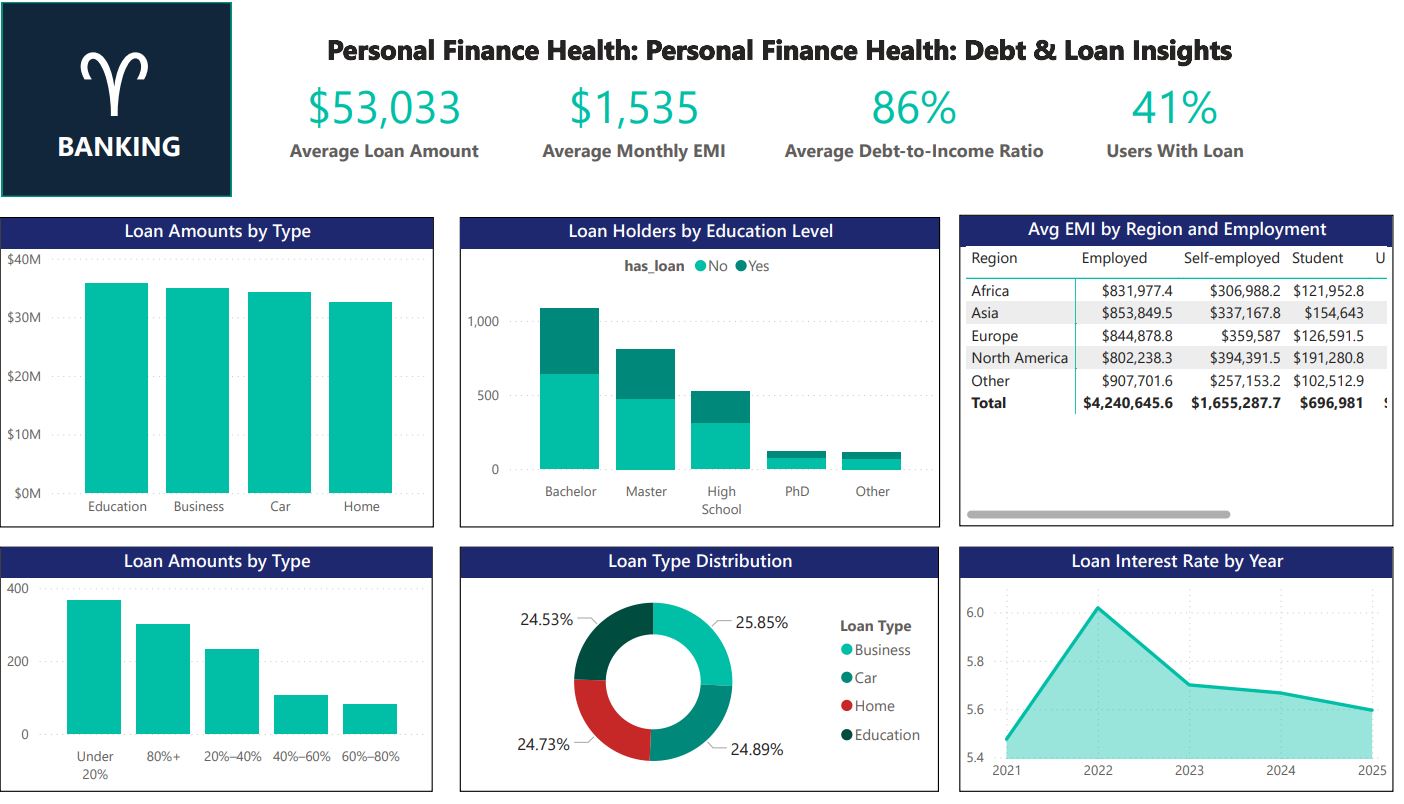 BANKING
Personal Finance Health: Personal Finance Health: Debt & Loan Insights
$53,033 $1,535 86% 41%
Average Loan Amount Average Monthly EMI Average Debt-to-Income Ratio Users With Loan
Loan Amounts by Type
$40M
$30M
$20M
$10M
$0M
Education Business Car Home
Loan Holders by Education Level
has_loan No Yes
1,000
500
0
Bachelor Master High School PhD Other
Avg EMI by Region and Employment
Region Employed Self-employed Student U
Africa $831,977.4 $306,988.2 $121,952.8
Asia $853,849.5 $337,167.8 $154,643
Europe $844,878.8 $359,587 $126,591.5
North America $802,238.3 $394,391.5 $191,280.8
Other $907,701.6 $257,153.2 $102,512.9
Total $4,240,645.6 $1,655,287.7 $696,981
Loan Amounts by Type
400
200
0
Under 20% 80%+ 20%–40% 40%–60% 60%–80%
Loan Type Distribution
24.53% 25.85%
24.73% 24.89%
Loan Type
Business
Car
Home
Education
Loan Interest Rate by Year
6.0
5.8
5.6
5.4
2021 2022 2023 2024 2025